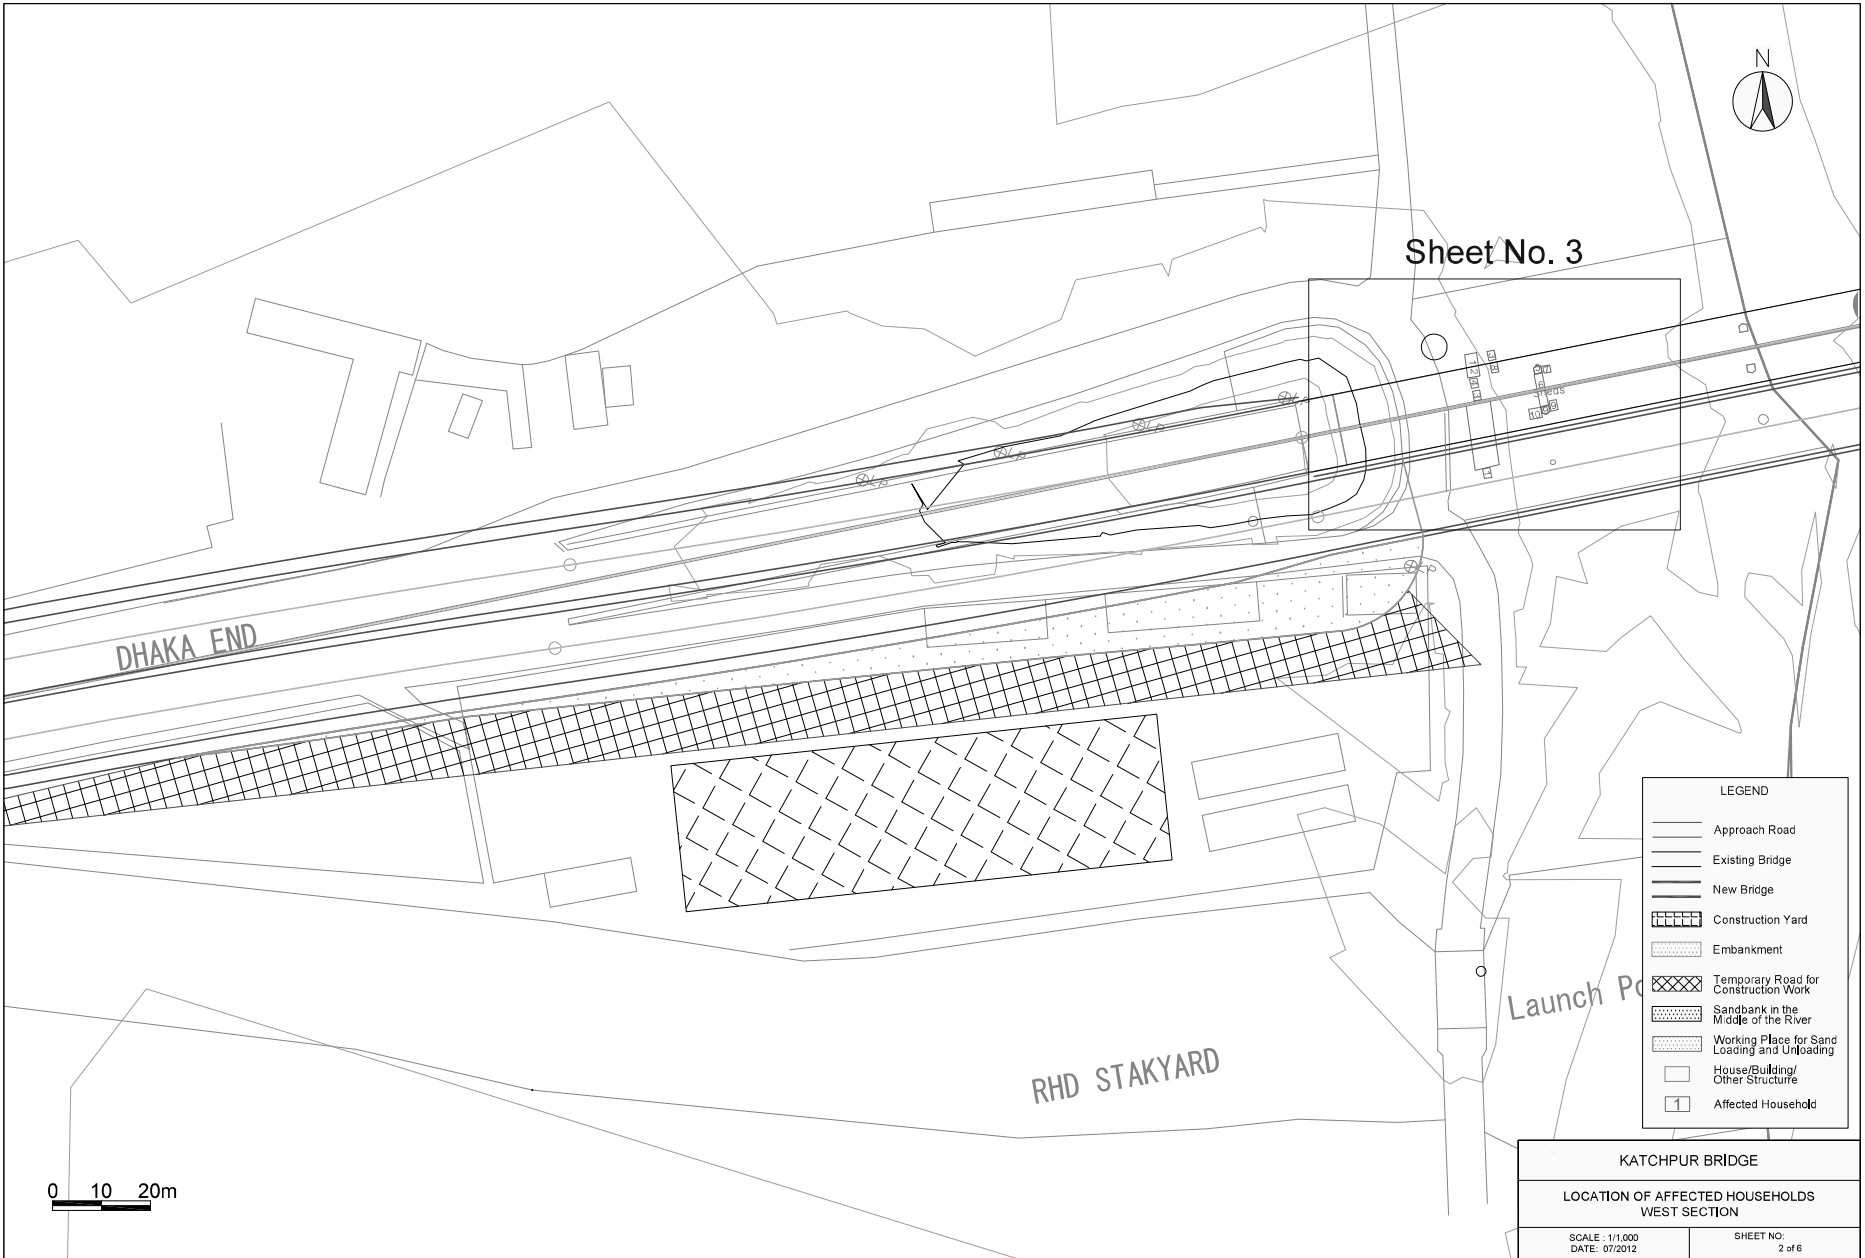 N
Sheet No. 3
Sheds
DHAKA END
LEGEND
Approach Road
Existing Bridge
New Bridge
Construction Yard
Embankment
Temporary Road for
Construction Work
Sandbank in the
Middle of the River
Working Place for Sand
Loading and Unloading
House/Building/
Other Structure
1
Affected Household
Launch Po
RHD STAKYARD
0 10 20m
KATCHPUR BRIDGE
LOCATION OF AFFECTED HOUSEHOLDS
WEST SECTION
SCALE : 1/1,000
DATE: 07/2012
SHEET NO:
2 of 6